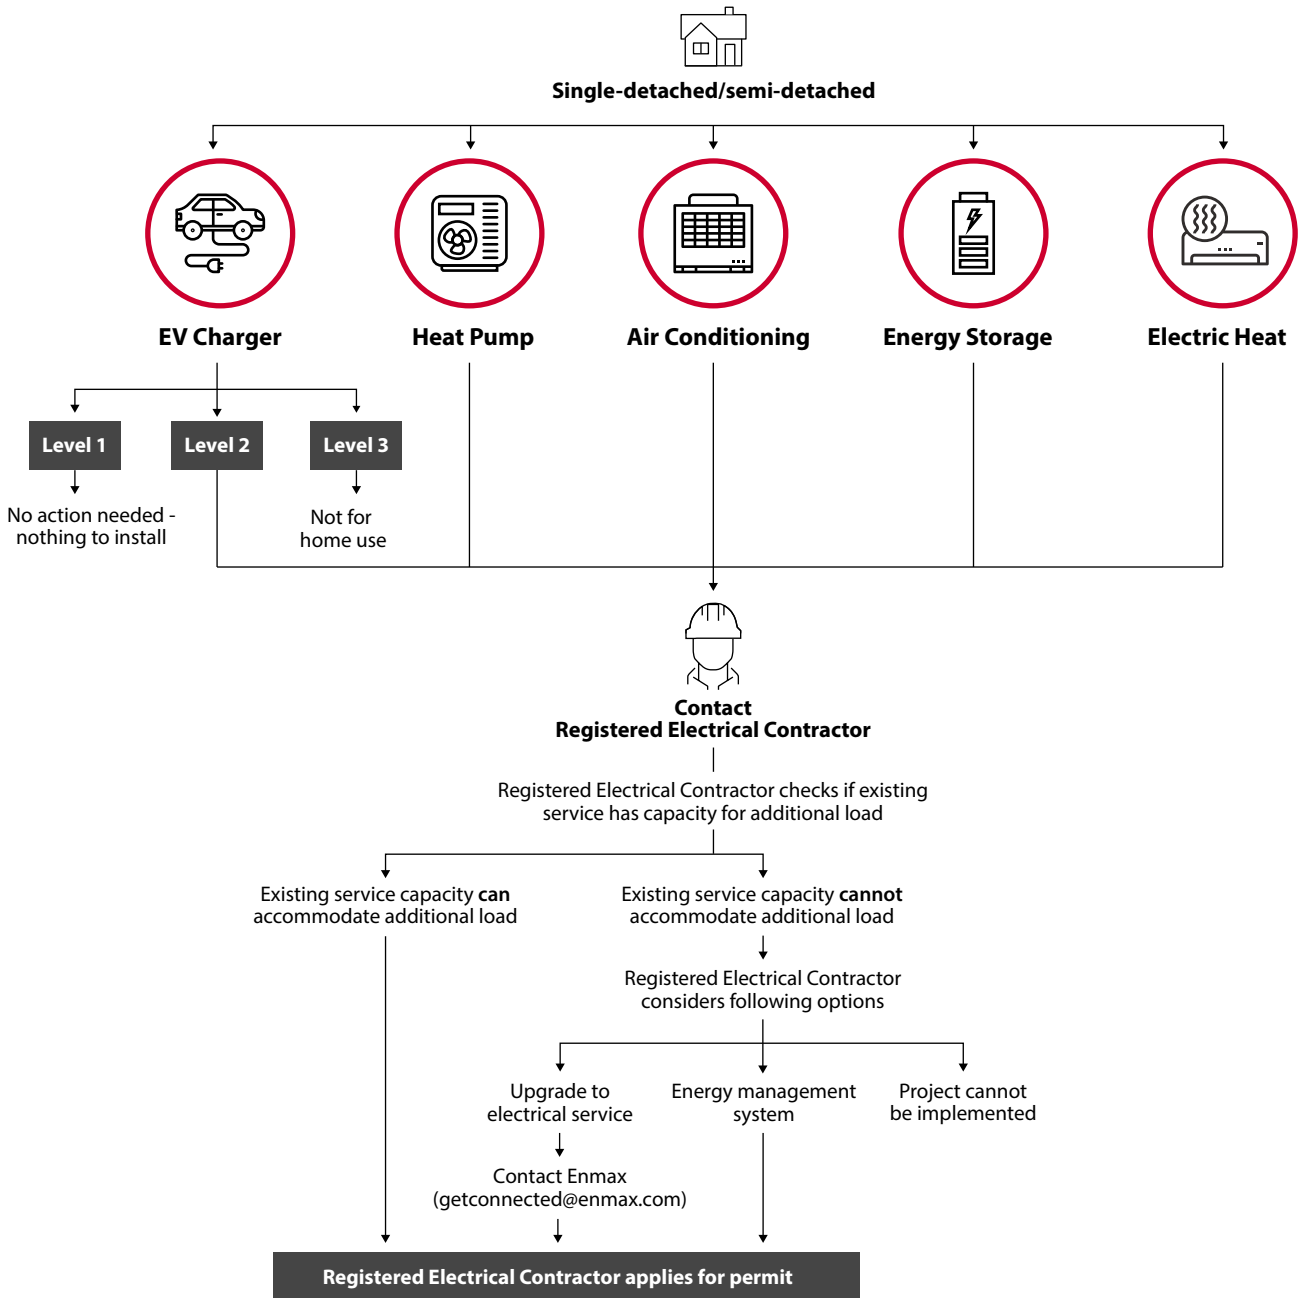 Single-detached/semi-detached
EV Charger
Heat Pump
Air Conditioning
Energy Storage
Electric Heat
Level 1
Level 2
Level 3
No action needed -
nothing to install
Not for
home use
Contact
Registered Electrical Contractor
Registered Electrical Contractor checks if existing
service has capacity for additional load
Existing service capacity can
accommodate additional load
Existing service capacity cannot
accommodate additional load
Registered Electrical Contractor
considers following options
Upgrade to
electrical service
Energy management
system
Project cannot
be implemented
Contact Enmax
(getconnected@enmax.com)
Registered Electrical Contractor applies for permit